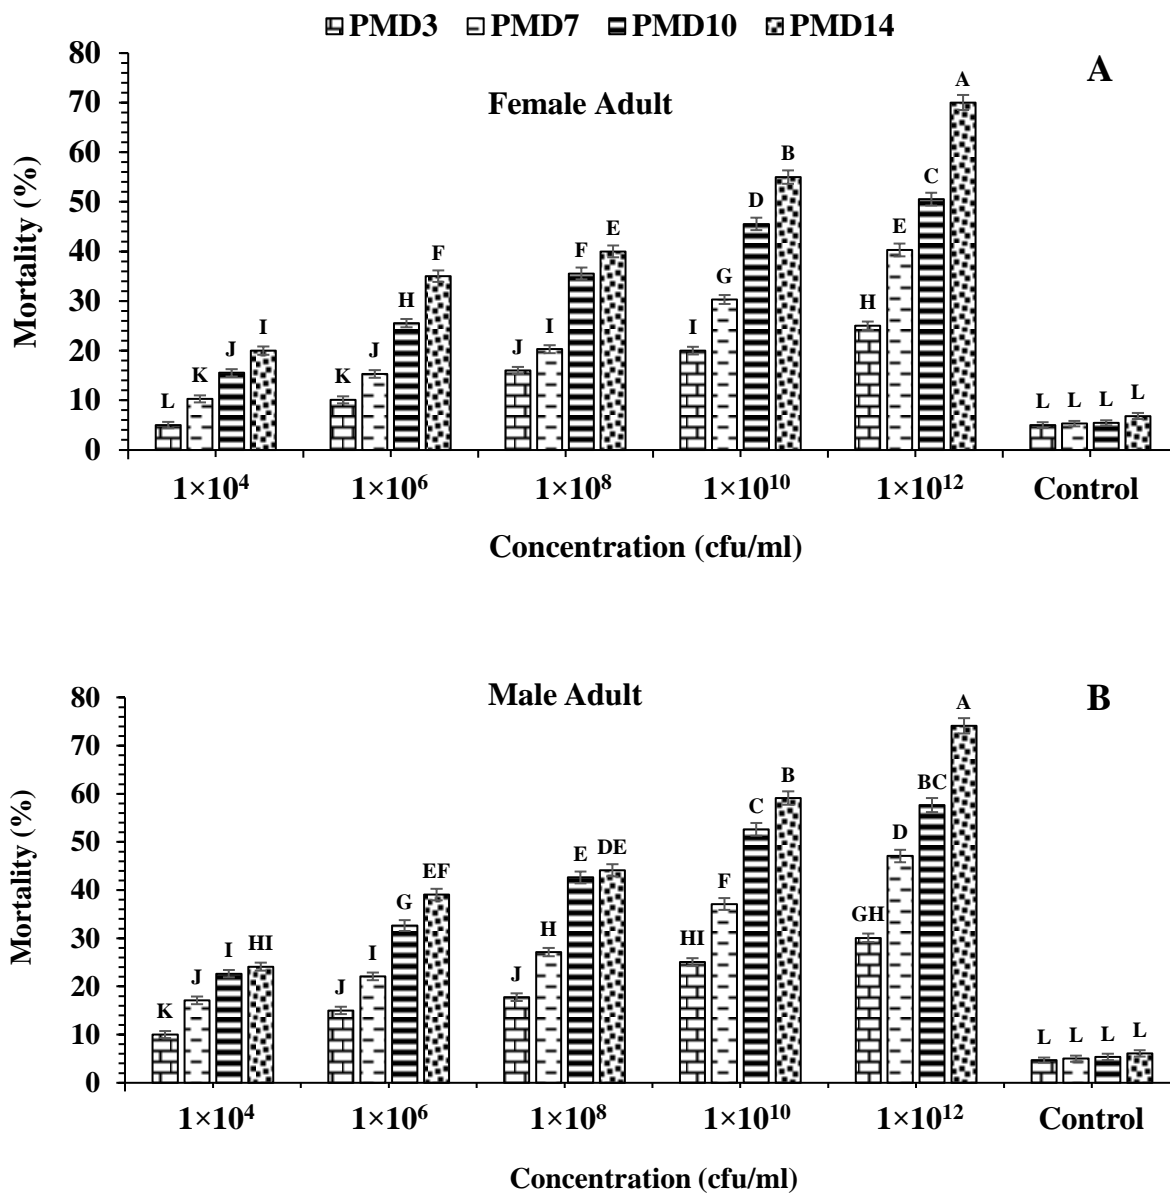 PMD3 PMD7 PMD10 PMD14
A
Female Adult
Mortality (%)
80
70
60
50
40
30
20
10
0
L K J I
K J H F
J I F E
I G D B
H E C A
L L L L
1×10⁴ 1×10⁶ 1×10⁸ 1×10¹⁰ 1×10¹² Control
Concentration (cfu/ml)
Male Adult
B
Mortality (%)
80
70
60
50
40
30
20
10
0
K J I HI
J I G EF
J H E DE
HI F C B
GH D BC A
L L L L
1×10⁴ 1×10⁶ 1×10⁸ 1×10¹⁰ 1×10¹² Control
Concentration (cfu/ml)